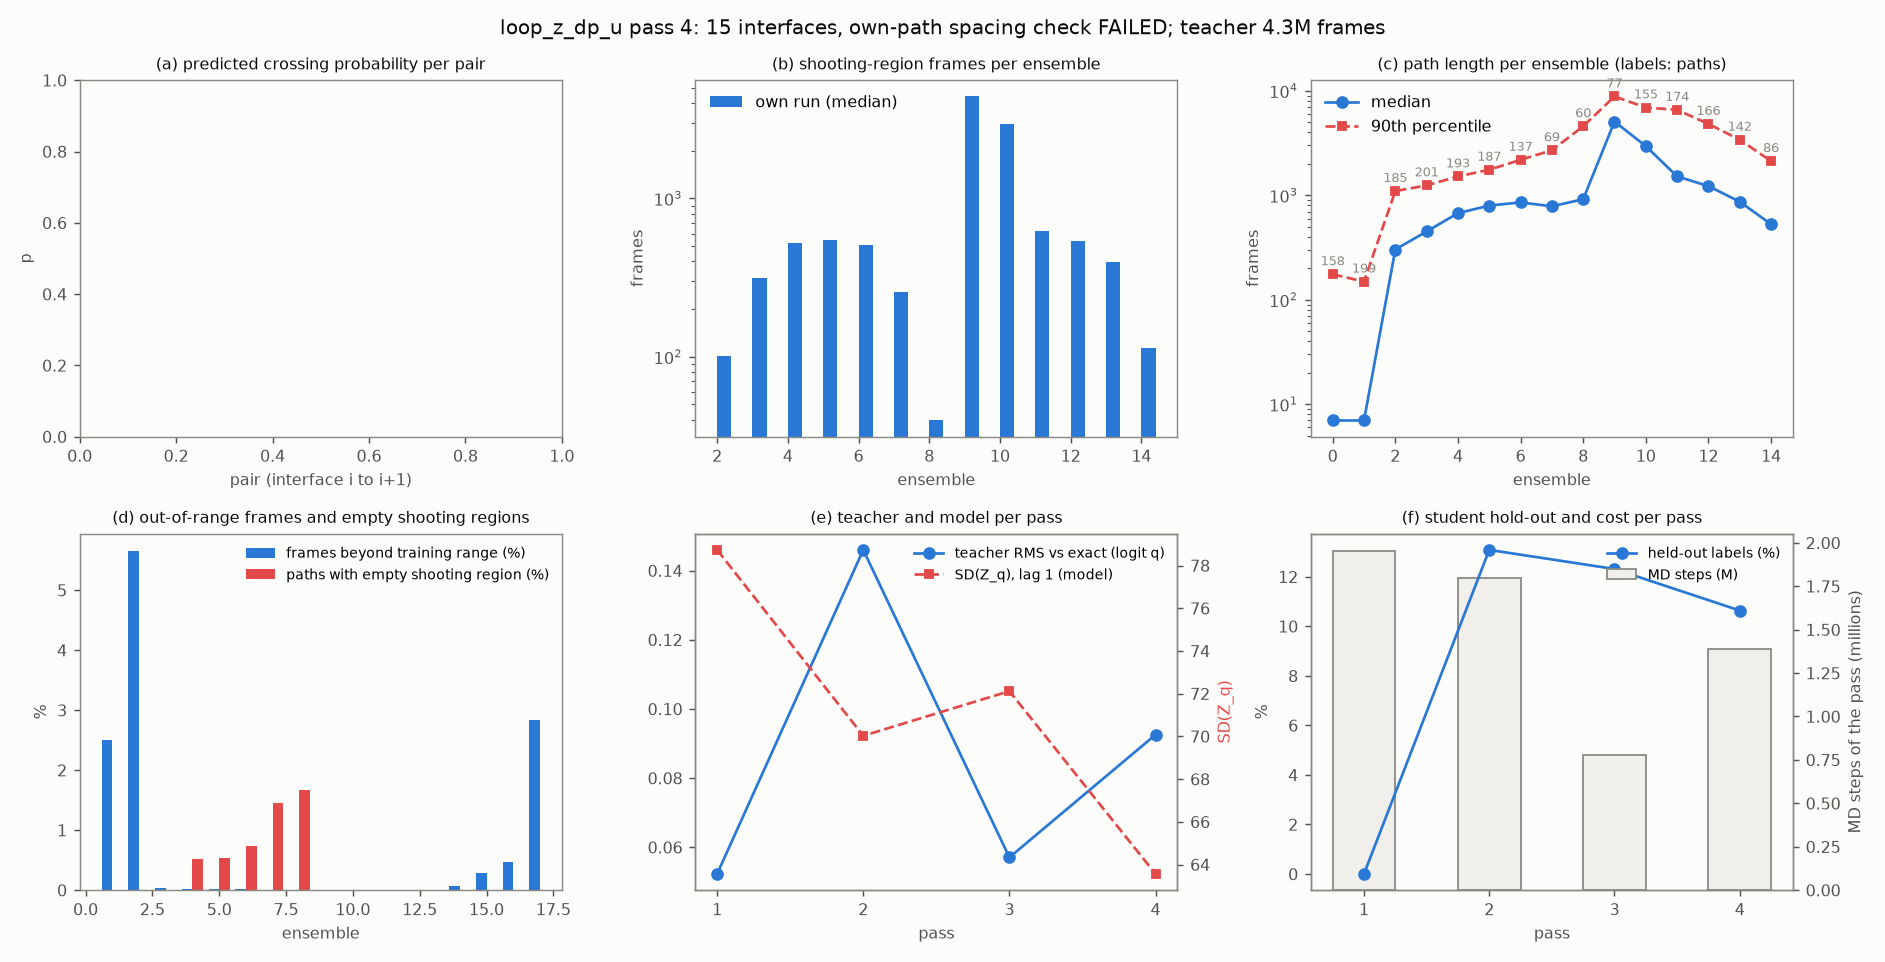 loop_z_dp_u pass 4: 15 interfaces, own-path spacing check FAILED; teacher 4.3M frames
(a) predicted crossing probability per pair
p
1.0
0.8
0.6
0.4
0.2
0.0
0.0 0.2 0.4 0.6 0.8 1.0
pair (interface i to i+1)
(b) shooting-region frames per ensemble
own run (median)
frames
10³
10²
2 4 6 8 10 12 14
ensemble
(c) path length per ensemble (labels: paths)
median
90th percentile
frames
10⁴
10³
10²
10¹
158 199 185 201 193 187 137 69 60 77 155 174 166 142 86
0 2 4 6 8 10 12 14
ensemble
(d) out-of-range frames and empty shooting regions
frames beyond training range (%)
paths with empty shooting region (%)
%
5
4
3
2
1
0
0.0 2.5 5.0 7.5 10.0 12.5 15.0 17.5
ensemble
(e) teacher and model per pass
teacher RMS vs exact (logit q)
SD(Z_q), lag 1 (model)
0.14
0.12
0.10
0.08
0.06
78
76
74
72
70
68
66
64
SD(Z_q)
1 2 3 4
pass
(f) student hold-out and cost per pass
held-out labels (%)
MD steps (M)
%
12
10
8
6
4
2
0
2.00
1.75
1.50
1.25
1.00
0.75
0.50
0.25
0.00
MD steps of the pass (millions)
1 2 3 4
pass